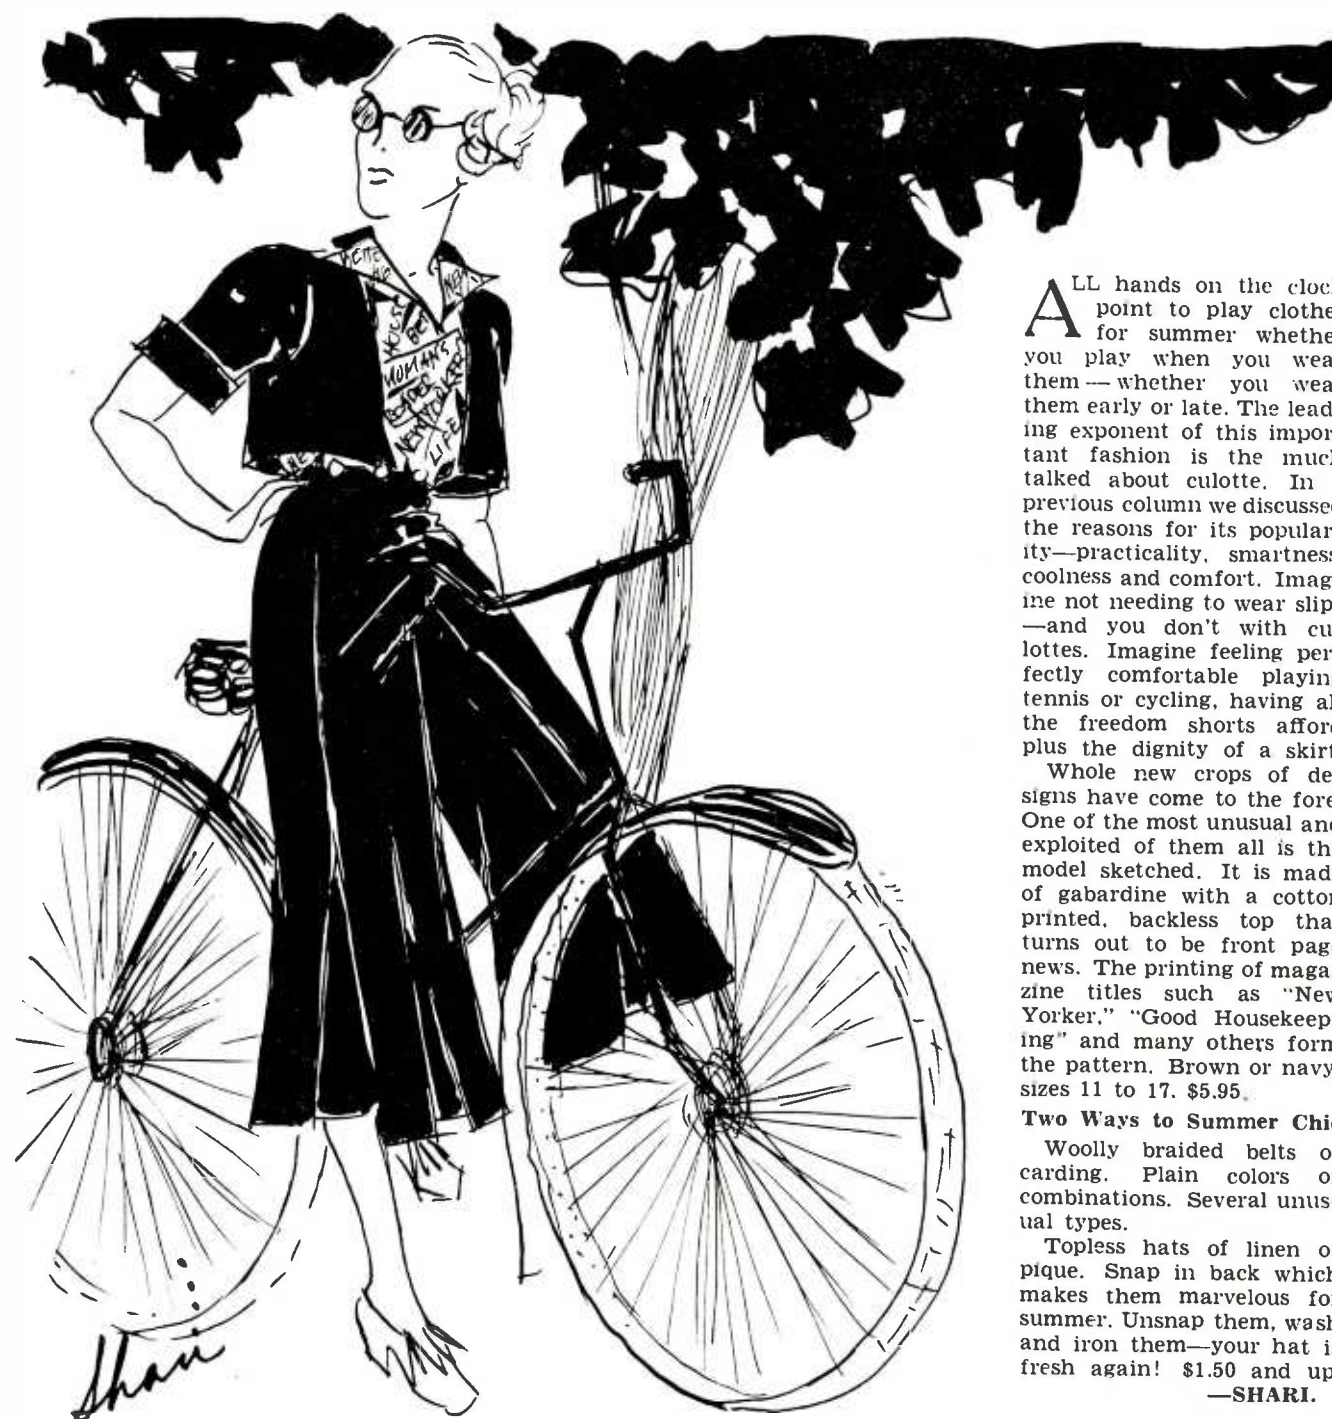 WOMAN'S
LIFE
Shari
ALL hands on the cloc
point to play clothe
for summer whethe
you play when you wea
them — whether you wea
them early or late. The lead
ing exponent of this impor
tant fashion is the muc
talked about culotte. In
previous column we discusse
the reasons for its popular
ity—practicality, smartness
coolness and comfort. Imag
ine not needing to wear slip
—and you don't with cu
lottes. Imagine feeling per
fectly comfortable playin
tennis or cycling, having al
the freedom shorts affor
plus the dignity of a skirt
Whole new crops of de
signs have come to the fore
One of the most unusual an
exploited of them all is th
model sketched. It is mad
of gabardine with a cotto
printed, backless top tha
turns out to be front pag
news. The printing of maga
zine titles such as "Nev
Yorker," "Good Housekeep
ing" and many others form
the pattern. Brown or navy
sizes 11 to 17. $5.95.
Two Ways to Summer Chi
Woolly braided belts o
carding. Plain colors o
combinations. Several unus
ual types.
Topless hats of linen o
pique. Snap in back which
makes them marvelous fo
summer. Unsnap them, wash
and iron them—your hat i
fresh again! $1.50 and up
—SHARI.